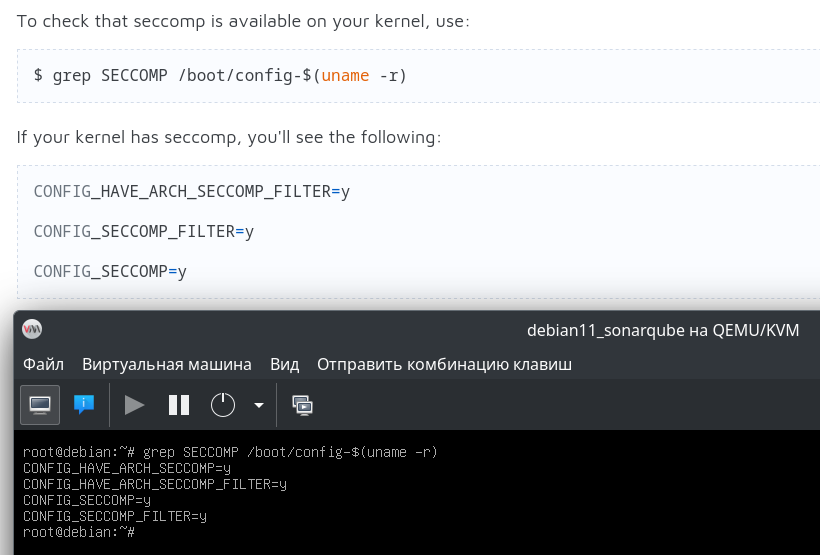 To check that seccomp is available on your kernel, use:
$ grep SECCOMP /boot/config-$(uname -r)
If your kernel has seccomp, you'll see the following:
CONFIG_HAVE_ARCH_SECCOMP_FILTER=y
CONFIG_SECCOMP_FILTER=y
CONFIG_SECCOMP=y
debian11_sonarqube на QEMU/KVM
Файл Виртуальная машина Вид Отправить комбинацию клавиш
root@debian:~# grep SECCOMP /boot/config-$(uname -r)
CONFIG_HAVE_ARCH_SECCOMP=y
CONFIG_HAVE_ARCH_SECCOMP_FILTER=y
CONFIG_SECCOMP=y
CONFIG_SECCOMP_FILTER=y
root@debian:~#